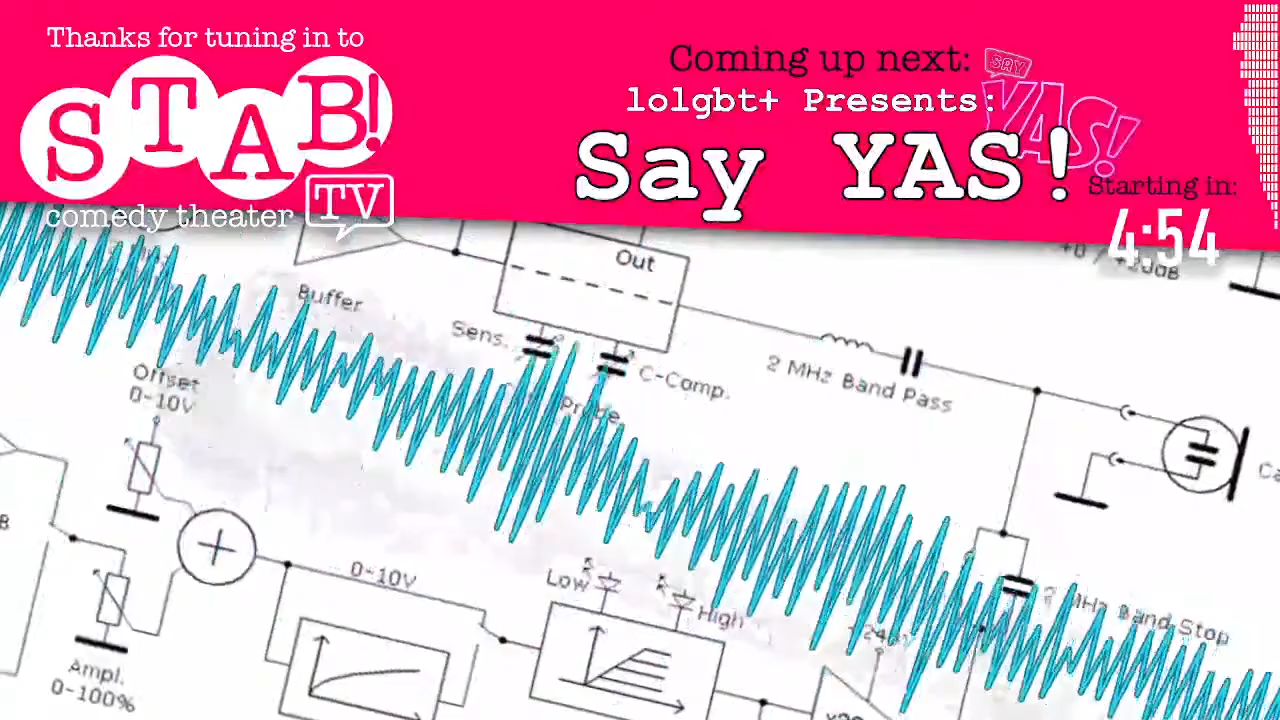 Thanks for tuning in to
STAB!
comedy theater TV
Coming up next:
lolgbt+ Presents:
SAY
YAS!
Say YAS!
Starting in:
4:54
Out
Buffer
Sens.
C-Comp.
Probe
2 MHz Band Pass
Offset
0-10V
0-10V
Low
High
2 MHz Band Stop
Ampl.
0-100%